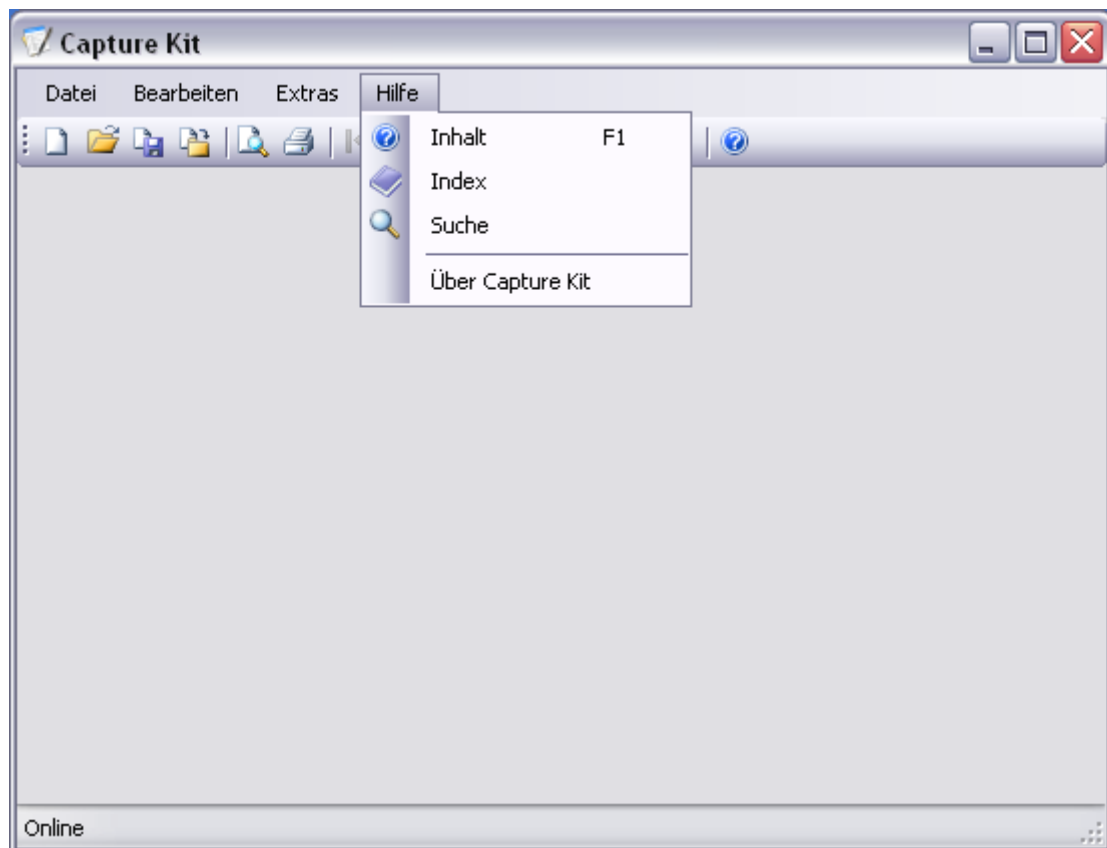 Capture Kit
Datei Bearbeiten Extras Hilfe
Inhalt F1
Index
Suche
Über Capture Kit
Online